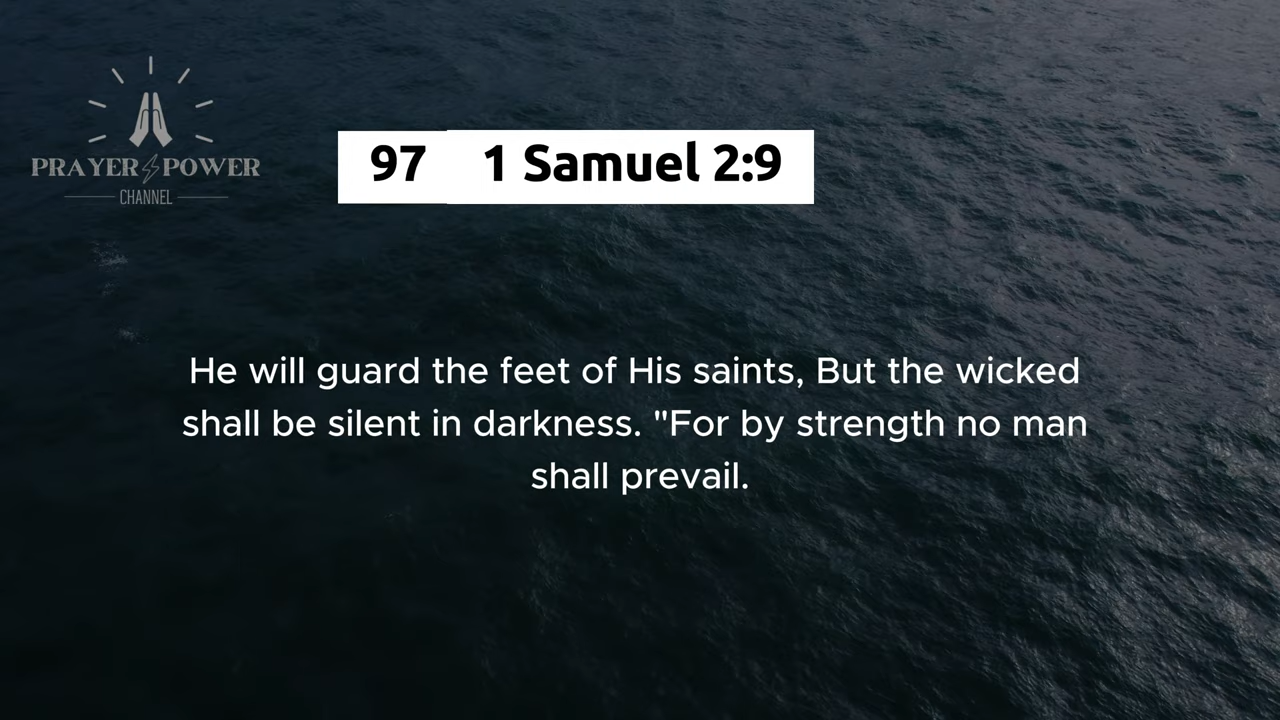 PRAYER POWER
CHANNEL
97 1 Samuel 2:9
He will guard the feet of His saints, But the wicked
shall be silent in darkness. "For by strength no man
shall prevail.